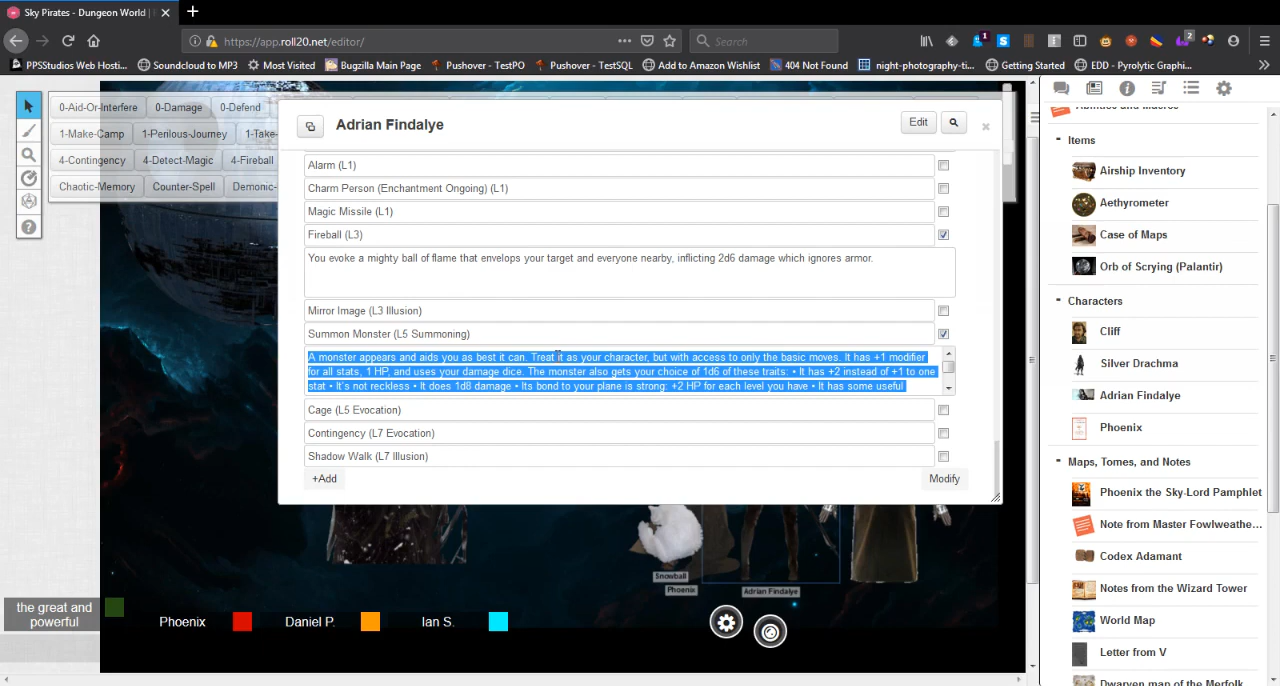 Sky Pirates - Dungeon World |
https://app.roll20.net/editor/
Search
1
2
PPSStudios Web Hosti...
Soundcloud to MP3
Most Visited
Bugzilla Main Page
Pushover - TestPO
Pushover - TestSQL
Add to Amazon Wishlist
404 Not Found
night-photography-ti...
Getting Started
EDD - Pyrolytic Graphi...
0-Aid-Or-Interfere
0-Damage
0-Defend
1-Make-Camp
1-Perilous-Journey
1-Take-
4-Contingency
4-Detect-Magic
4-Fireball
Chaotic-Memory
Counter-Spell
Demonic-
Adrian Findalye
Edit
Alarm (L1)
Charm Person (Enchantment Ongoing) (L1)
Magic Missile (L1)
Fireball (L3)
You evoke a mighty ball of flame that envelops your target and everyone nearby, inflicting 2d6 damage which ignores armor.
Mirror Image (L3 Illusion)
Summon Monster (L5 Summoning)
A monster appears and aids you as best it can. Treat it as your character, but with access to only the basic moves. It has +1 modifier
for all stats, 1 HP, and uses your damage dice. The monster also gets your choice of 1d6 of these traits: • It has +2 instead of +1 to one
stat • It's not reckless • It does 1d8 damage • Its bond to your plane is strong: +2 HP for each level you have • It has some useful
Cage (L5 Evocation)
Contingency (L7 Evocation)
Shadow Walk (L7 Illusion)
+Add
Modify
Snowball
Phoenix
Adrian Findalye
the great and
powerful
Phoenix
Daniel P.
Ian S.
Abilities and Macros
Items
Airship Inventory
Aethyrometer
Case of Maps
Orb of Scrying (Palantir)
Characters
Cliff
Silver Drachma
Adrian Findalye
Phoenix
Maps, Tomes, and Notes
Phoenix the Sky-Lord Pamphlet
Note from Master Fowlweathe...
Codex Adamant
Notes from the Wizard Tower
World Map
Letter from V
Dwarven map of the Merfolk